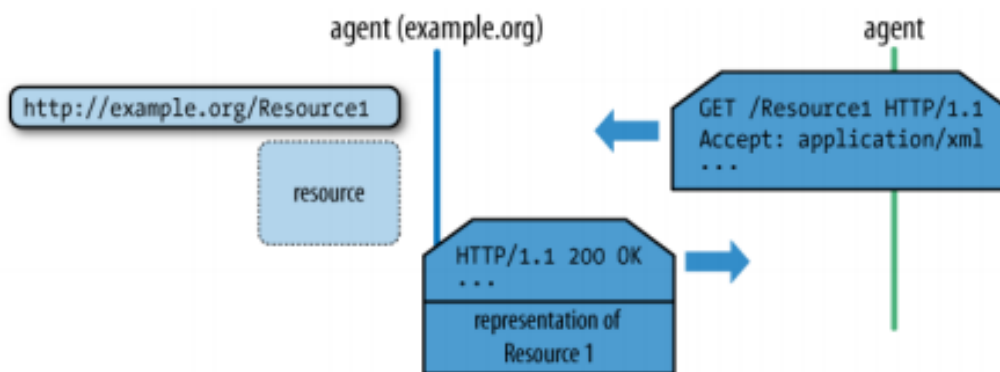 agent (example.org)
agent
http://example.org/Resource1
GET /Resource1 HTTP/1.1
Accept: application/xml
...
resource
HTTP/1.1 200 OK
...
representation of
Resource 1